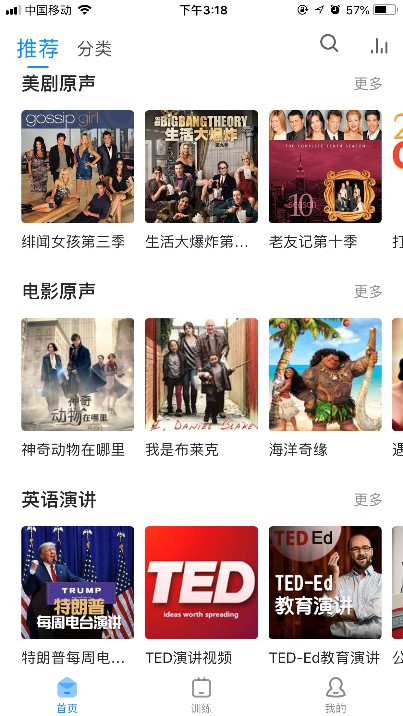 中国移动 下午3:18 57%
推荐 分类
美剧原声 更多
gossip girl
THE BIGBANG THEORY
生活大爆炸
THE COMPLETE TENTH SEASON
10
season
绯闻女孩第三季 生活大爆炸第... 老友记第十季 打
电影原声 更多
神奇
动物在哪里
I, DANIEL BLAKE
神奇动物在哪里 我是布莱克 海洋奇缘 遇
英语演讲 更多
TRUMP
特朗普
每周电台演讲
TED
ideas worth spreading
TED Ed
TED-Ed
教育演讲
特朗普每周电... TED演讲视频 TED-Ed教育演讲 公
首页 训练 我的